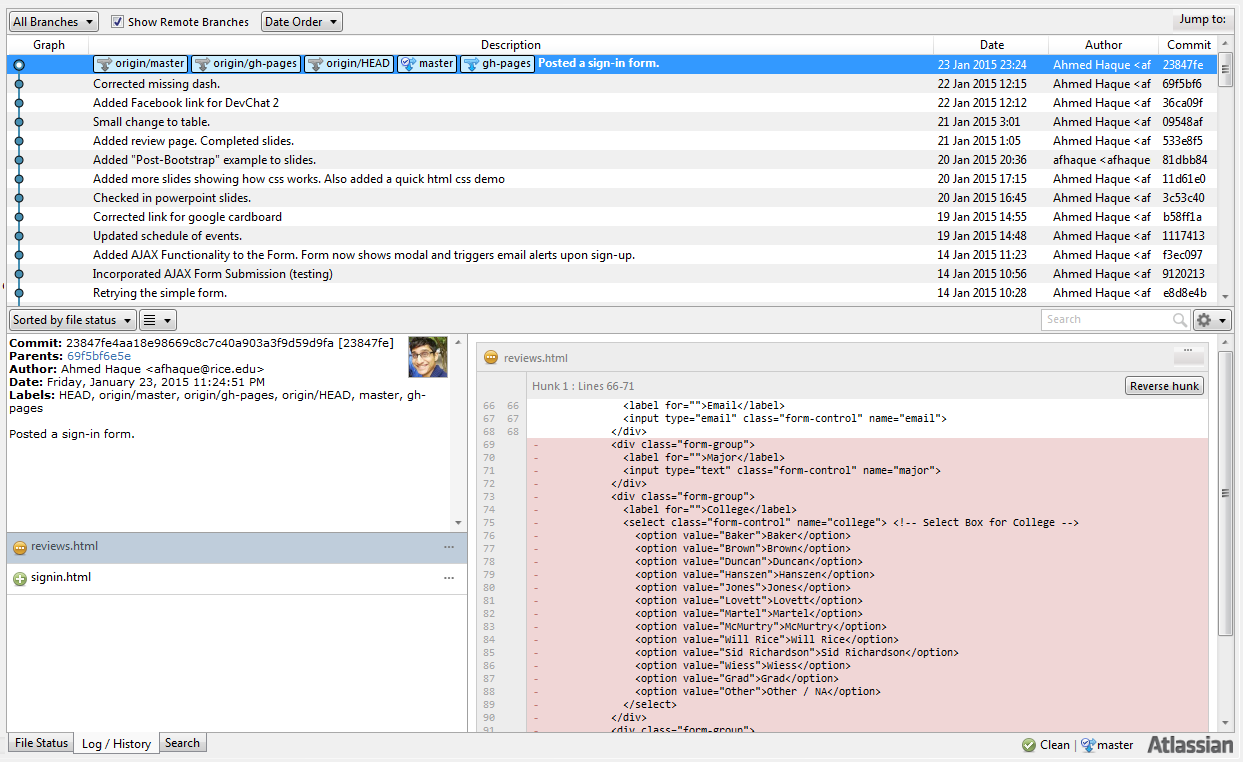 All Branches Show Remote Branches Date Order Jump to:
Graph Description Date Author Commit
origin/master origin/gh-pages origin/HEAD master gh-pages Posted a sign-in form. 23 Jan 2015 23:24 Ahmed Haque <af 23847fe
Corrected missing dash. 22 Jan 2015 12:15 Ahmed Haque <af 69f5bf6
Added Facebook link for DevChat 2 22 Jan 2015 12:12 Ahmed Haque <af 36ca09f
Small change to table. 21 Jan 2015 3:01 Ahmed Haque <af 09548af
Added review page. Completed slides. 21 Jan 2015 1:05 Ahmed Haque <af 533e8f5
Added "Post-Bootstrap" example to slides. 20 Jan 2015 20:36 afhaque <afhaque 81dbb84
Added more slides showing how css works. Also added a quick html css demo 20 Jan 2015 17:15 Ahmed Haque <af 11d61e0
Checked in powerpoint slides. 20 Jan 2015 16:45 Ahmed Haque <af 3c53c40
Corrected link for google cardboard 19 Jan 2015 14:55 Ahmed Haque <af b58ff1a
Updated schedule of events. 19 Jan 2015 14:48 Ahmed Haque <af 1117413
Added AJAX Functionality to the Form. Form now shows modal and triggers email alerts upon sign-up. 14 Jan 2015 11:23 Ahmed Haque <af f3ec097
Incorporated AJAX Form Submission (testing) 14 Jan 2015 10:56 Ahmed Haque <af 9120213
Retrying the simple form. 14 Jan 2015 10:28 Ahmed Haque <af e8d8e4b
Sorted by file status Search
Commit: 23847fe4aa18e98669c8c7c40a903a3f9d59d9fa [23847fe]
Parents: 69f5bf6e5e
Author: Ahmed Haque <afhaque@rice.edu>
Date: Friday, January 23, 2015 11:24:51 PM
Labels: HEAD, origin/master, origin/gh-pages, origin/HEAD, master, gh-
pages
Posted a sign-in form.
reviews.html
signin.html
reviews.html
Hunk 1 : Lines 66-71 Reverse hunk
66 66 <label for="">Email</label>
67 67 <input type="email" class="form-control" name="email">
68 68 </div>
69 - <div class="form-group">
70 - <label for="">Major</label>
71 - <input type="text" class="form-control" name="major">
72 - </div>
73 - <div class="form-group">
74 - <label for="">College</label>
75 - <select class="form-control" name="college"> <!-- Select Box for College -->
76 - <option value="Baker">Baker</option>
77 - <option value="Brown">Brown</option>
78 - <option value="Duncan">Duncan</option>
79 - <option value="Hanszen">Hanszen</option>
80 - <option value="Jones">Jones</option>
81 - <option value="Lovett">Lovett</option>
82 - <option value="Martel">Martel</option>
83 - <option value="McMurtry">McMurtry</option>
84 - <option value="Will Rice">Will Rice</option>
85 - <option value="Sid Richardson">Sid Richardson</option>
86 - <option value="Wiess">Wiess</option>
87 - <option value="Grad">Grad</option>
88 - <option value="Other">Other / NA</option>
89 - </select>
90 - </div>
91 - <div class="form-group">
File Status Log / History Search Clean | master Atlassian